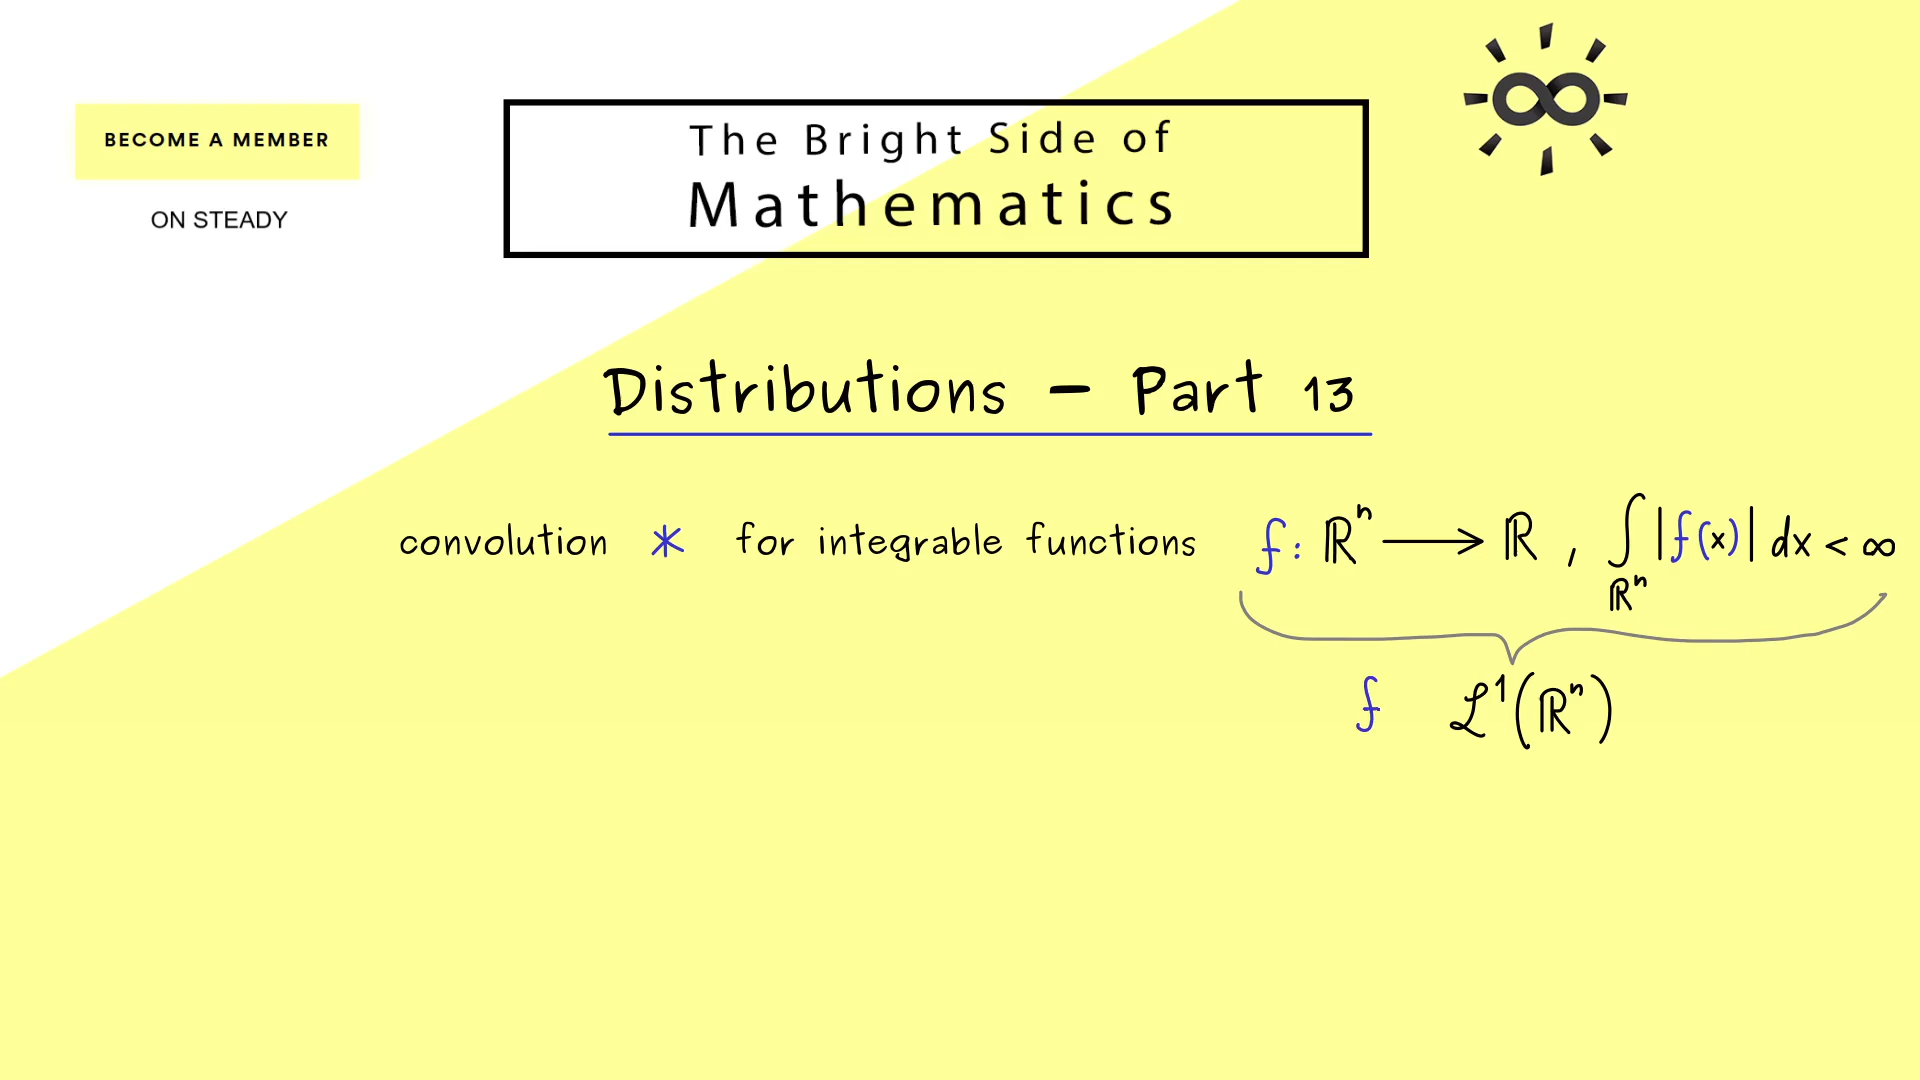 BECOME A MEMBER
ON STEADY
The Bright Side of
Mathematics
Distributions - Part 13
convolution * for integrable functions f: ℝⁿ ⟶ ℝ , ∫|f(x)| dx < ∞
ℝⁿ
f ℒ¹(ℝⁿ)